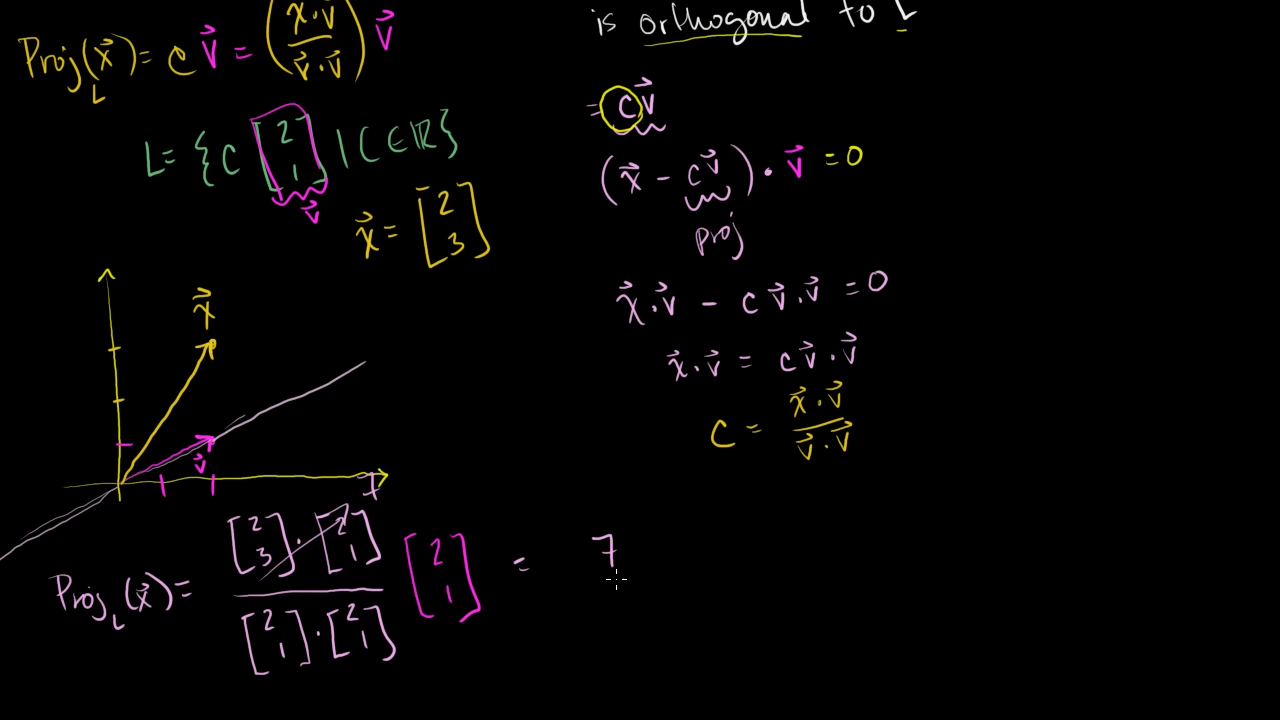 Proj_L(x⃗) = c v⃗ = (x⃗·v⃗ / v⃗·v⃗) v⃗
L = {c [2 1] | c ∈ ℝ}
v⃗
x⃗ = [2 3]
x⃗
v⃗
Proj_L(x⃗) = ([2 3] · [2 1]) / ([2 1] · [2 1]) [2 1] = 7
7
is orthogonal to L
= c v⃗
(x⃗ - c v⃗) · v⃗ = 0
proj
x⃗·v⃗ - c v⃗·v⃗ = 0
x⃗·v⃗ = c v⃗·v⃗
c = x⃗·v⃗ / v⃗·v⃗